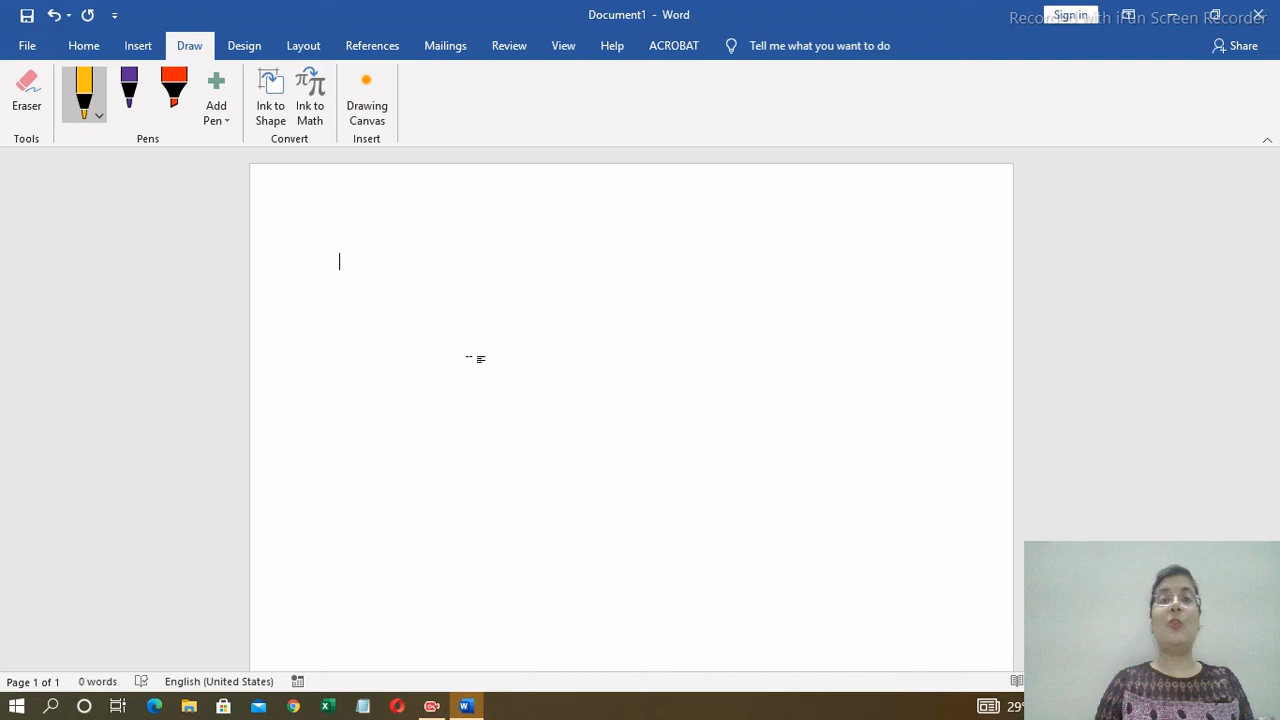 Document1 - Word
Sign in
Recorded with iFun Screen Recorder
File Home Insert Draw Design Layout References Mailings Review View Help ACROBAT Tell me what you want to do Share
Eraser
Add
Pen
Ink to
Shape
Ink to
Math
Drawing
Canvas
Tools
Pens
Convert
Insert
Page 1 of 1 0 words English (United States)
29°